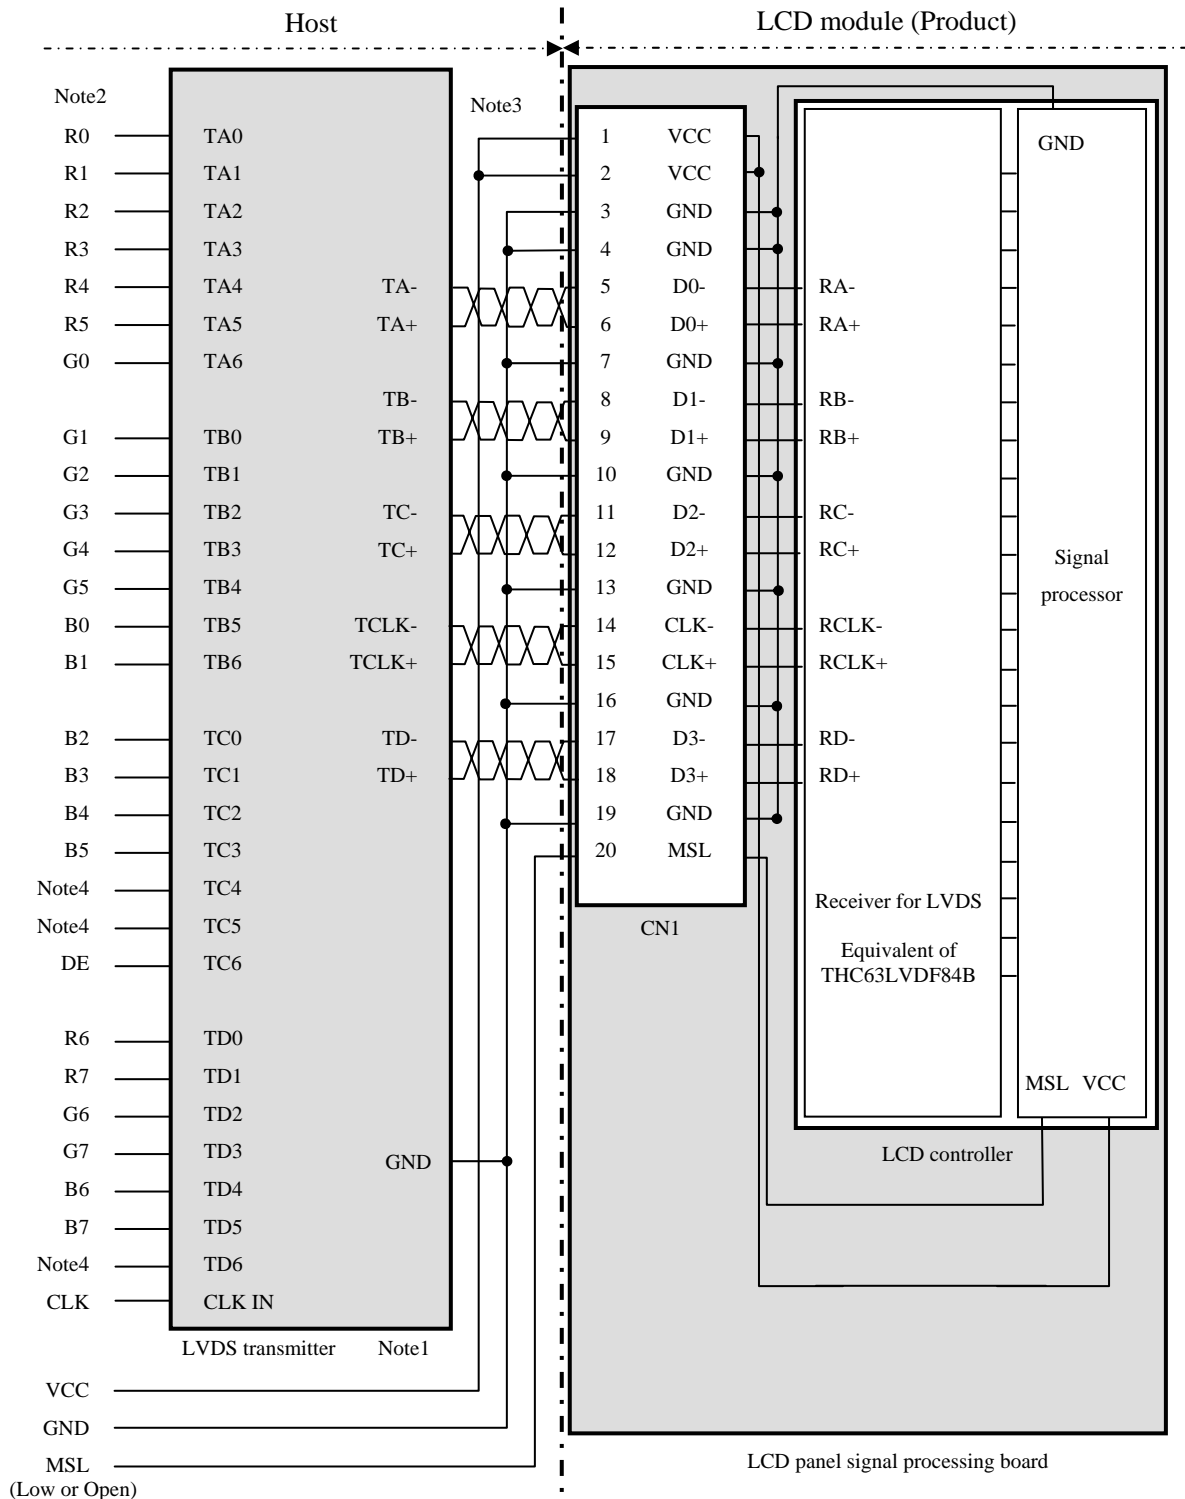 Host
LCD module (Product)
Note2
Note3
R0 TA0
R1 TA1
R2 TA2
R3 TA3
R4 TA4 TA-
R5 TA5 TA+
G0 TA6
TB-
G1 TB0 TB+
G2 TB1
G3 TB2 TC-
G4 TB3 TC+
G5 TB4
B0 TB5 TCLK-
B1 TB6 TCLK+
B2 TC0 TD-
B3 TC1 TD+
B4 TC2
B5 TC3
Note4 TC4
Note4 TC5
DE TC6
R6 TD0
R7 TD1
G6 TD2
G7 TD3 GND
B6 TD4
B7 TD5
Note4 TD6
CLK CLK IN
LVDS transmitter Note1
VCC
GND
MSL
(Low or Open)
1 VCC
2 VCC
3 GND
4 GND
5 D0- RA-
6 D0+ RA+
7 GND
8 D1- RB-
9 D1+ RB+
10 GND
11 D2- RC-
12 D2+ RC+
13 GND
14 CLK- RCLK-
15 CLK+ RCLK+
16 GND
17 D3- RD-
18 D3+ RD+
19 GND
20 MSL
CN1
Receiver for LVDS
Equivalent of
THC63LVDF84B
GND
Signal
processor
MSL VCC
LCD controller
LCD panel signal processing board